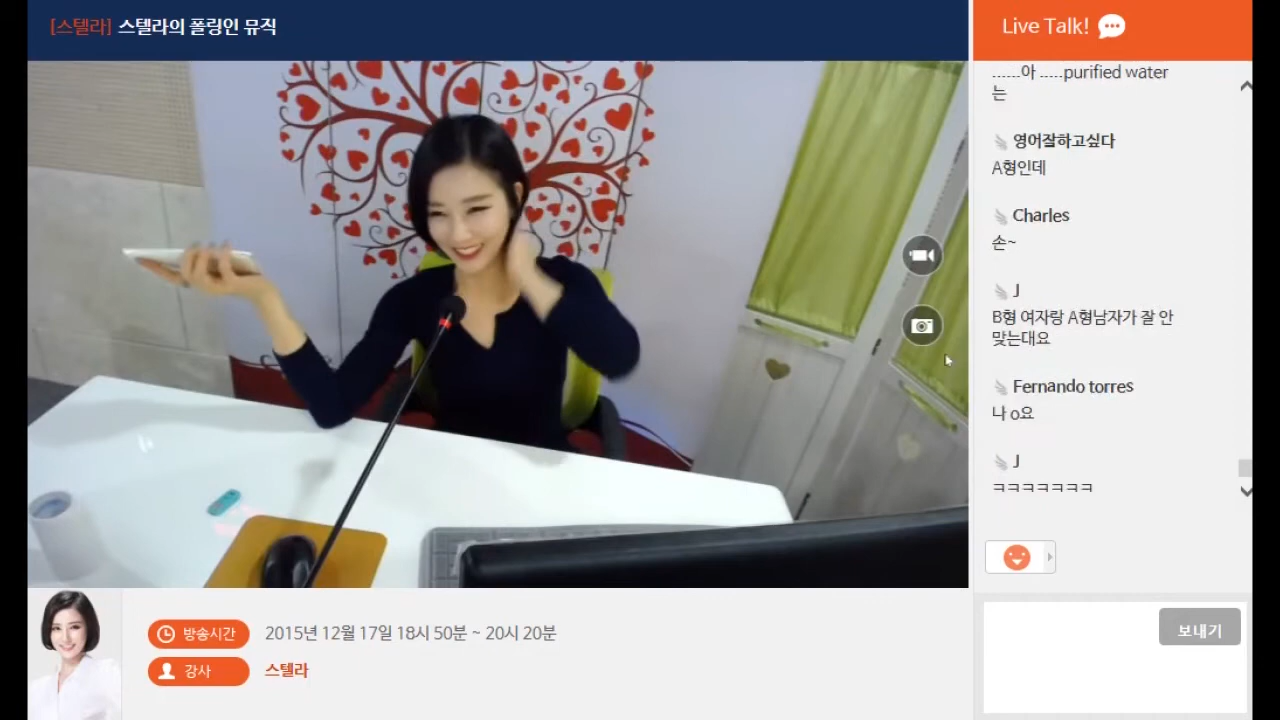 [스텔라] 스텔라의 폴링인 뮤직
Live Talk!
......아 .....purified water
는
영어잘하고싶다
A형인데
Charles
손~
J
B형 여자랑 A형남자가 잘 안
맞는대요
Fernando torres
나 o요
J
ㅋㅋㅋㅋㅋㅋㅋ
보내기
방송시간 2015년 12월 17일 18시 50분 ~ 20시 20분
강사 스텔라